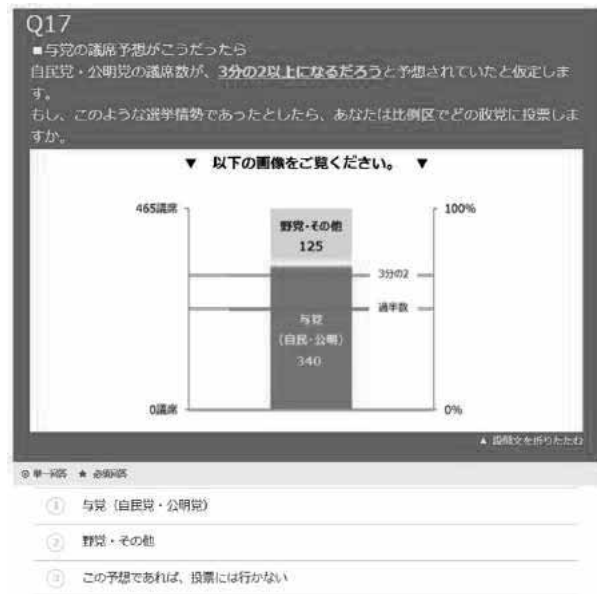 Q17
■与党の議席予想がこうだったら
自民党・公明党の議席数が、3分の2以上になるだろうと予想されていたと仮定しま
す。
もし、このような選挙情勢であったとしたら、あなたは比例区でどの政党に投票しま
すか。
▼ 以下の画像をご覧ください。 ▼
465議席
100%
野党・その他
125
3分の2
過半数
与党
(自民・公明)
340
0議席
0%
▲ 設問文を折りたたむ
◎ 単一回答 ★ 必須回答
① 与党（自民党・公明党）
② 野党・その他
③ この予想であれば、投票には行かない